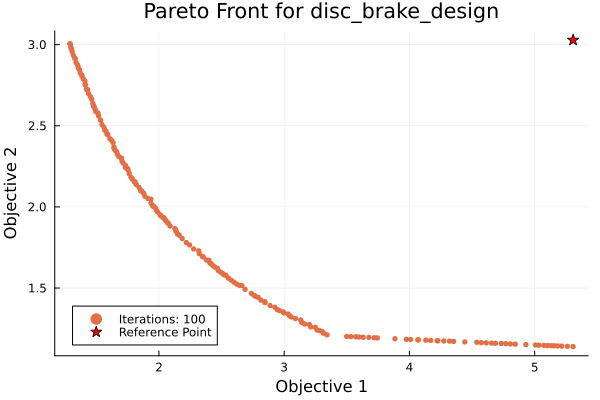 Pareto Front for disc_brake_design
Objective 2
3.0
2.5
2.0
1.5
Iterations: 100
Reference Point
2
3
4
5
Objective 1